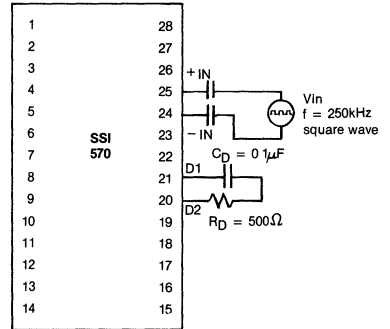 1 28
2 27
3 26
4 25
5 24
6 23
7 22
8 21
9 20
10 19
11 18
12 17
13 16
14 15
SSI
570
+IN
-IN
Vin
f = 250kHz
square wave
CD = 0 1μF
D1
D2
RD = 500Ω